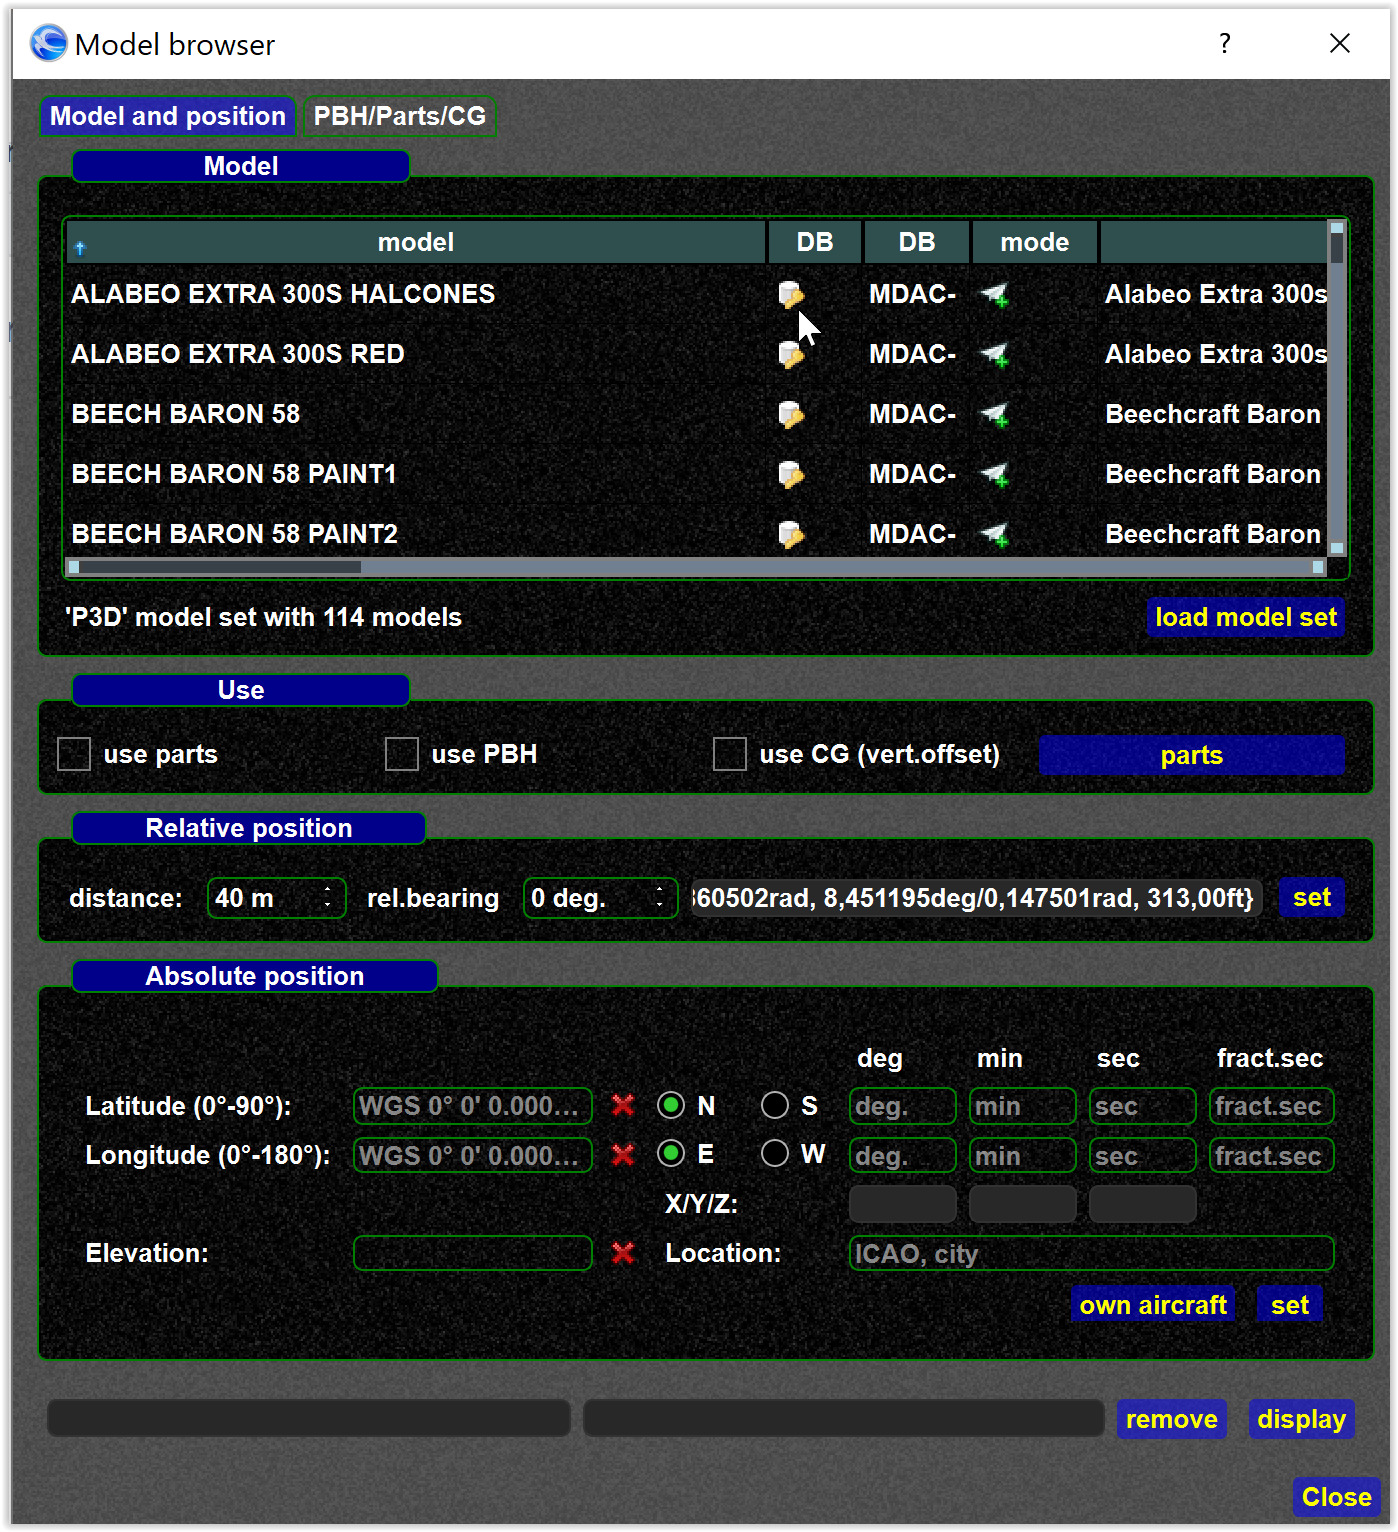 Model browser ?
Model and position PBH/Parts/CG
Model
model DB DB mode
ALABEO EXTRA 300S HALCONES MDAC- Alabeo Extra 300s
ALABEO EXTRA 300S RED MDAC- Alabeo Extra 300s
BEECH BARON 58 MDAC- Beechcraft Baron
BEECH BARON 58 PAINT1 MDAC- Beechcraft Baron
BEECH BARON 58 PAINT2 MDAC- Beechcraft Baron
'P3D' model set with 114 models load model set
Use
use parts use PBH use CG (vert.offset) parts
Relative position
distance: 40 m rel.bearing 0 deg. 60502rad, 8,451195deg/0,147501rad, 313,00ft} set
Absolute position
deg min sec fract.sec
Latitude (0°-90°): WGS 0° 0' 0.000... N S deg. min sec fract.sec
Longitude (0°-180°): WGS 0° 0' 0.000... E W deg. min sec fract.sec
X/Y/Z:
Elevation: Location: ICAO, city
own aircraft set
remove display
Close